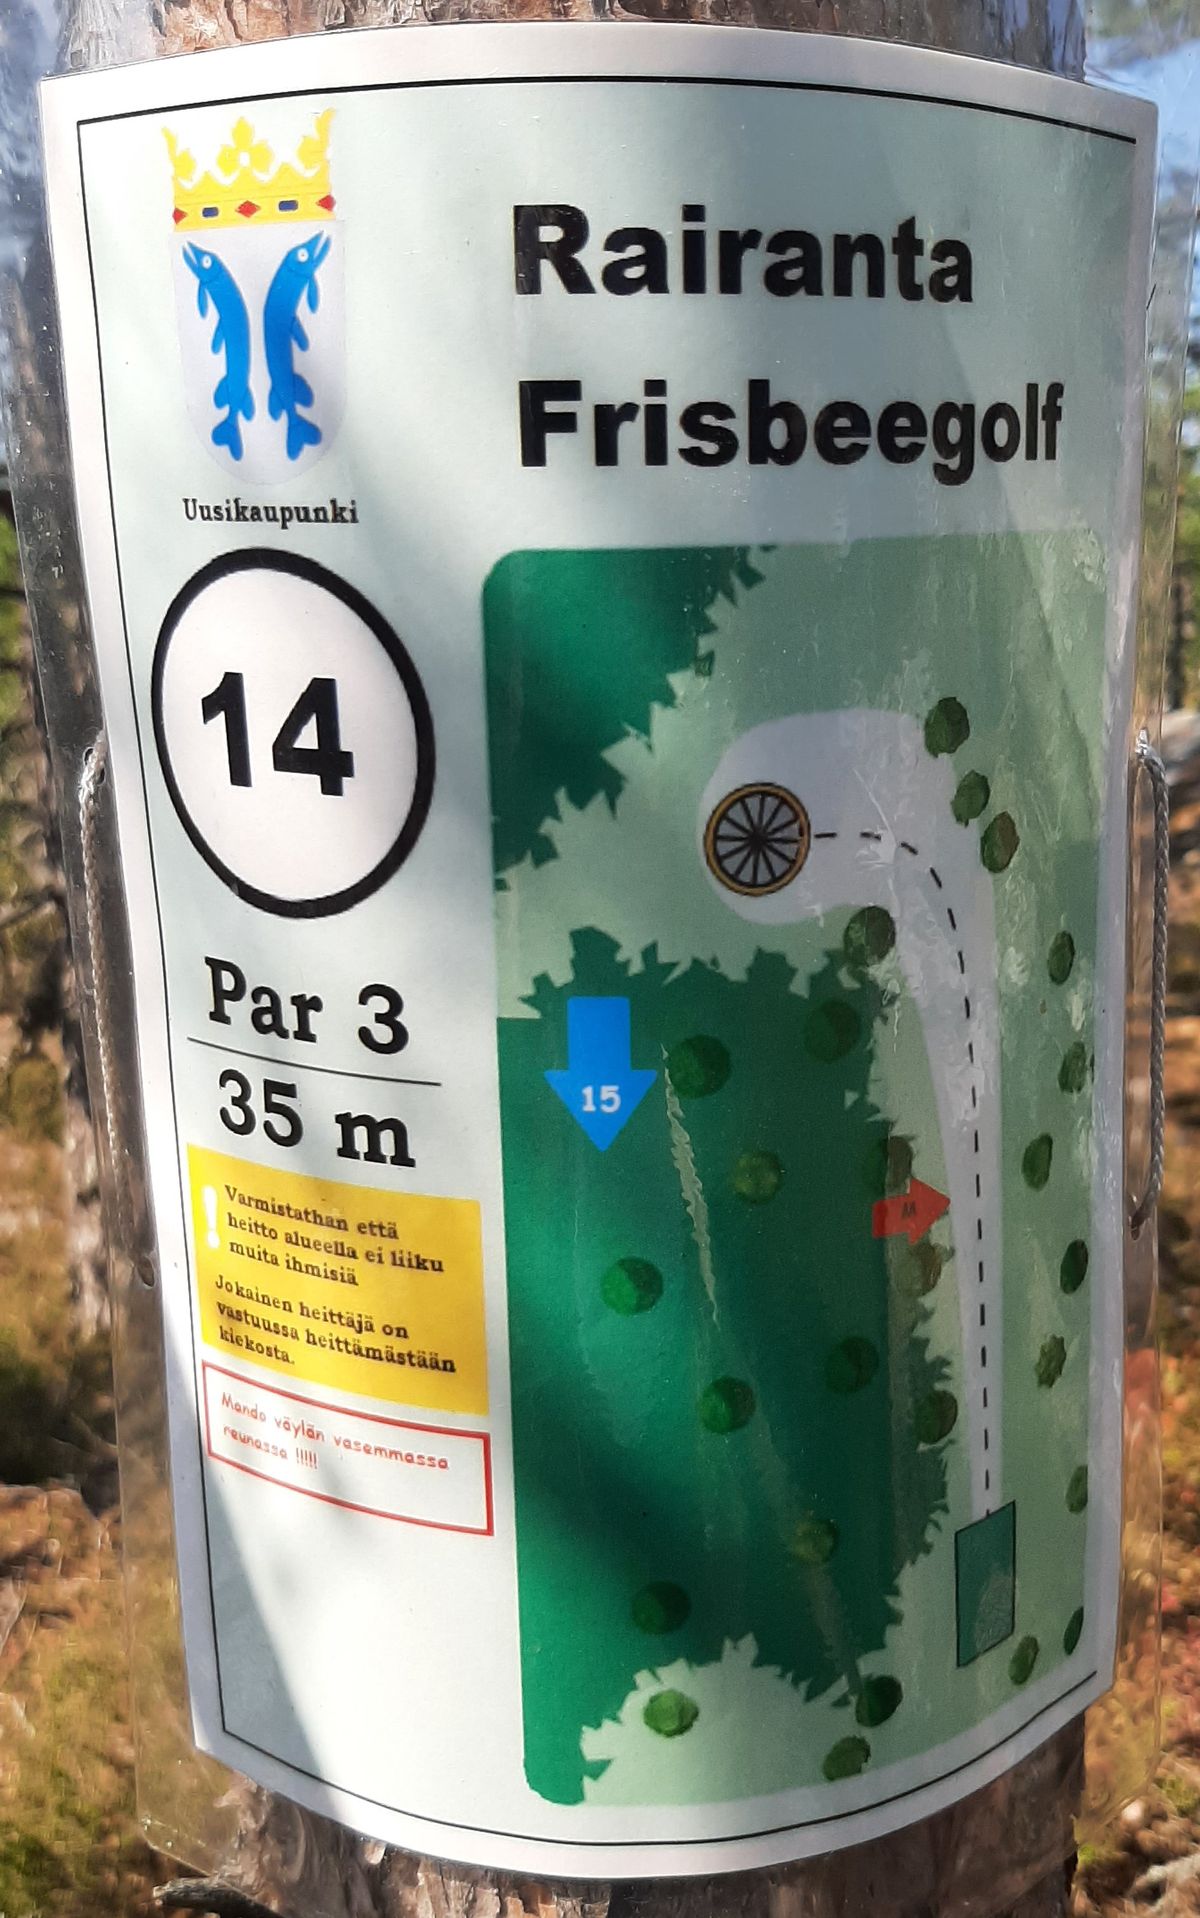 Rairanta
Frisbeegolf
Uusikaupunki
14
Par 3
35 m
! Varmistathan että
heitto alueella ei liiku
muita ihmisiä
Jokainen heittäjä on
vastuussa heittämästään
kiekosta.
Mando väylän vasemmassa
reunassa !!!!!
15